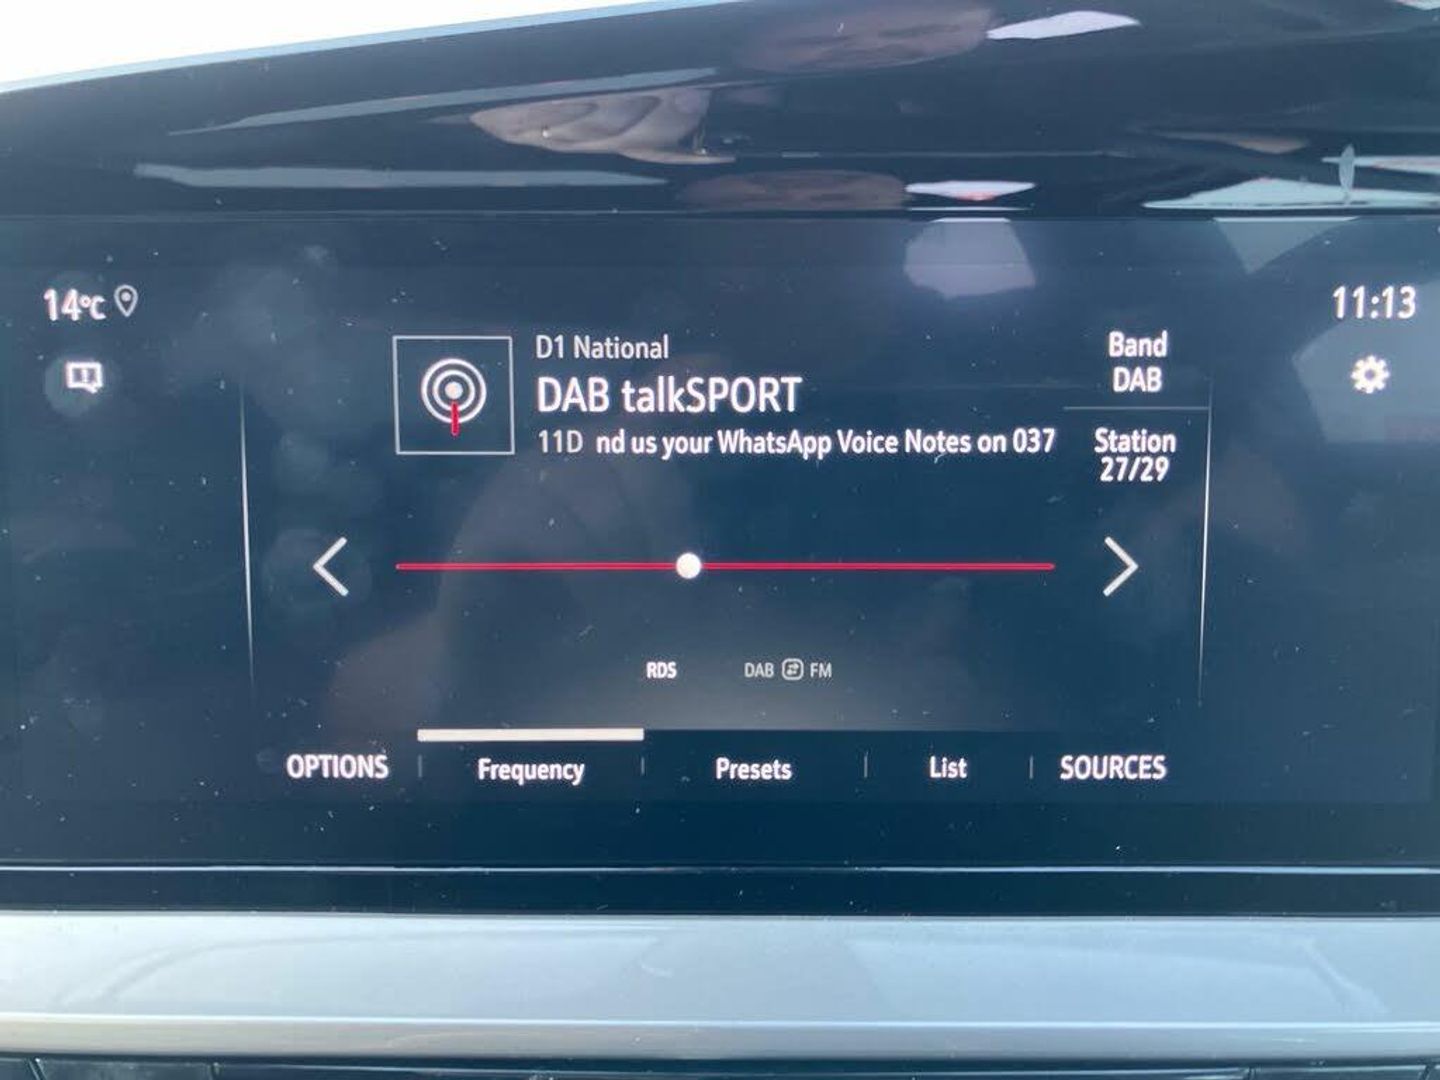 14°C
11:13
D1 National
DAB talkSPORT
11D nd us your WhatsApp Voice Notes on 037
Band
DAB
Station
27/29
RDS DAB FM
OPTIONS Frequency Presets List SOURCES